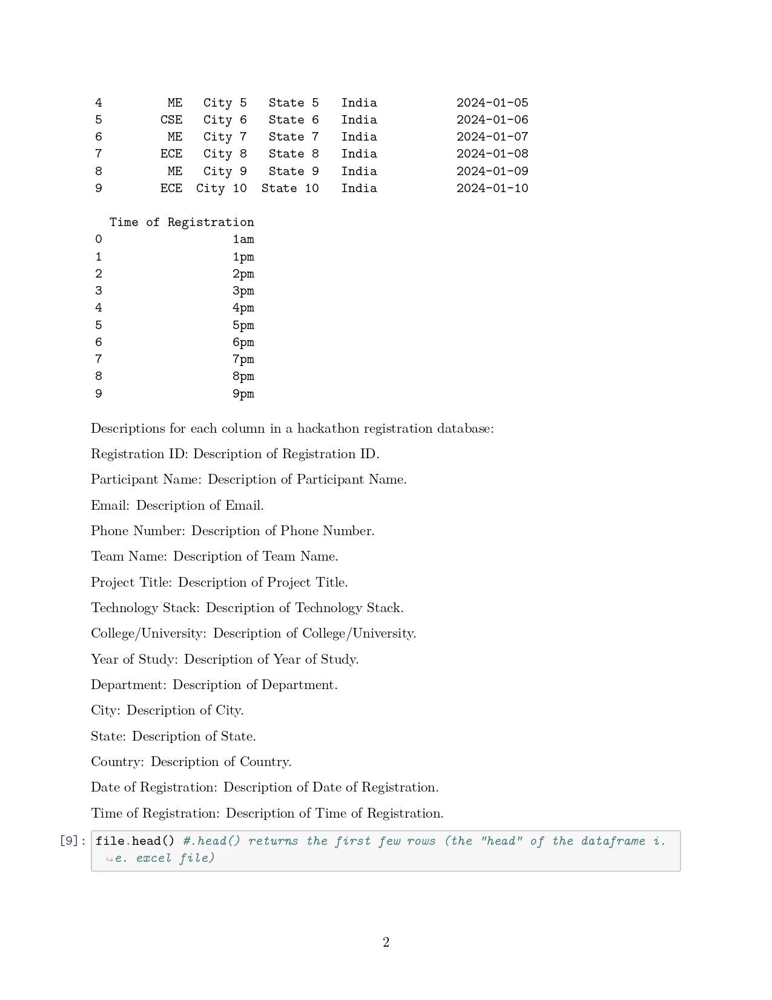 4         ME   City 5   State 5   India           2024-01-05
5        CSE   City 6   State 6   India           2024-01-06
6         ME   City 7   State 7   India           2024-01-07
7        ECE   City 8   State 8   India           2024-01-08
8         ME   City 9   State 9   India           2024-01-09
9        ECE  City 10  State 10   India           2024-01-10
Time of Registration
0                  1am
1                  1pm
2                  2pm
3                  3pm
4                  4pm
5                  5pm
6                  6pm
7                  7pm
8                  8pm
9                  9pm
Descriptions for each column in a hackathon registration database:
Registration ID: Description of Registration ID.
Participant Name: Description of Participant Name.
Email: Description of Email.
Phone Number: Description of Phone Number.
Team Name: Description of Team Name.
Project Title: Description of Project Title.
Technology Stack: Description of Technology Stack.
College/University: Description of College/University.
Year of Study: Description of Year of Study.
Department: Description of Department.
City: Description of City.
State: Description of State.
Country: Description of Country.
Date of Registration: Description of Date of Registration.
Time of Registration: Description of Time of Registration.
[9]: file.head() #.head() returns the first few rows (the "head" of the dataframe i.
↪e. excel file)
2